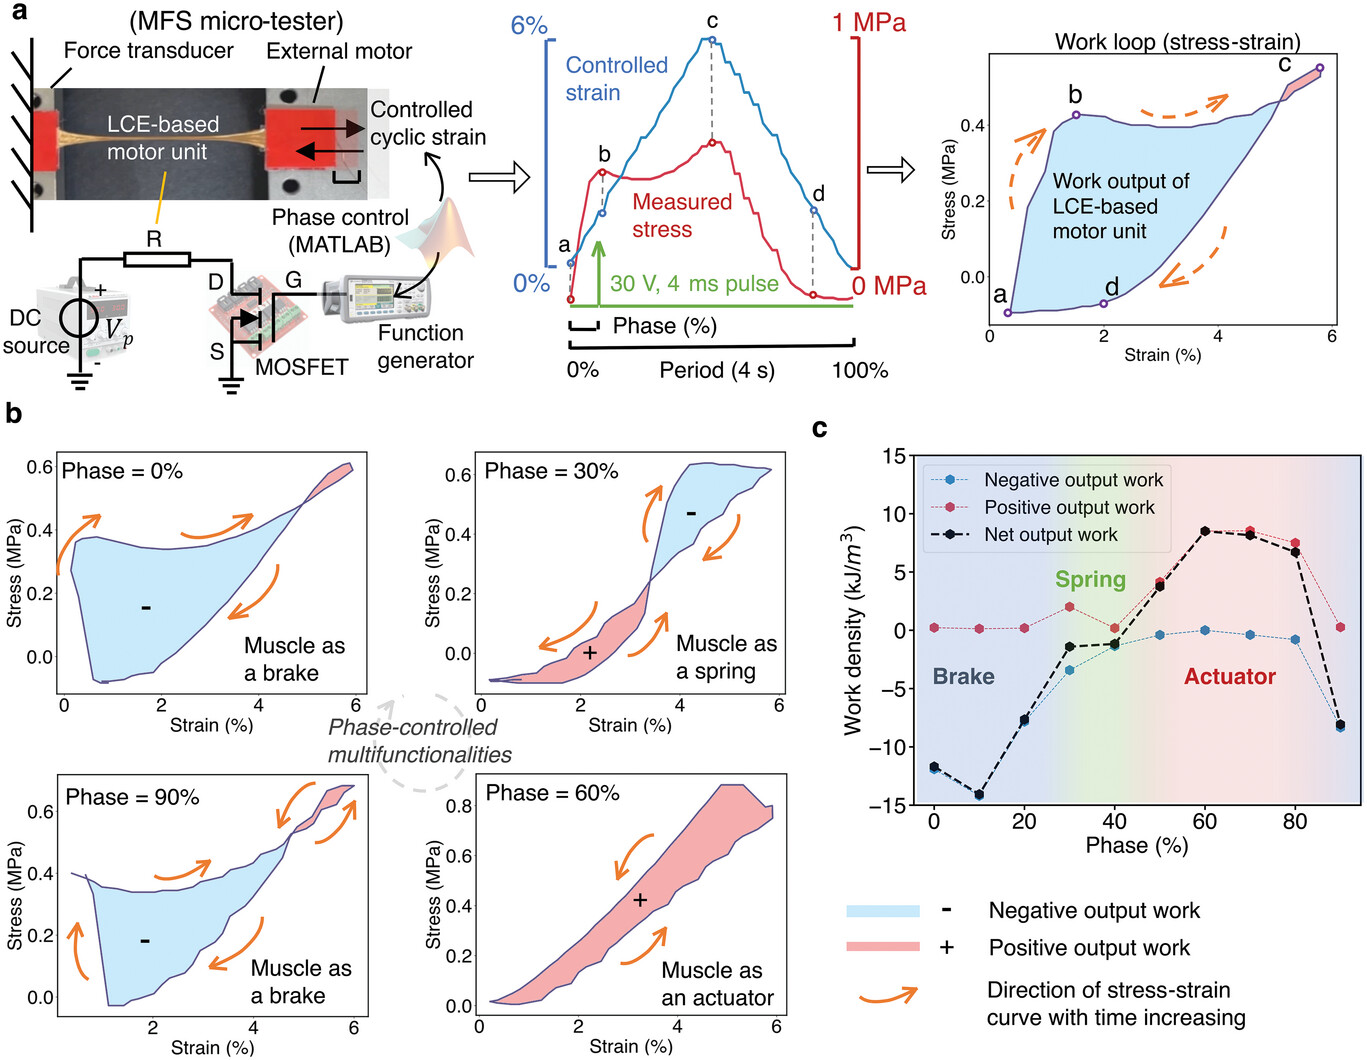 a
(MFS micro-tester)
Force transducer
External motor
LCE-based
motor unit
Controlled
cyclic strain
Phase control
(MATLAB)
R
D
G
S
+
-
DC
source
Vp
MOSFET
Function
generator
6%
0%
Controlled
strain
a
b
c
d
Measured
stress
30 V, 4 ms pulse
1 MPa
0 MPa
Phase (%)
0%
Period (4 s)
100%
Work loop (stress-strain)
a
b
c
d
Work output of
LCE-based
motor unit
Stress (MPa)
0.4
0.2
0.0
0 2 4 6
Strain (%)
b
Phase = 0%
-
Muscle as
a brake
Stress (MPa)
0.6
0.4
0.2
0.0
0 2 4 6
Strain (%)
Phase = 30%
-
+
Muscle as
a spring
Stress (MPa)
0.6
0.4
0.2
0.0
0 2 4 6
Strain (%)
Phase-controlled
multifunctionalities
Phase = 90%
-
Muscle as
a brake
Stress (MPa)
0.6
0.4
0.2
0.0
2 4 6
Strain (%)
Phase = 60%
+
Muscle as
an actuator
Stress (MPa)
0.8
0.6
0.4
0.2
0.0
0 2 4 6
Strain (%)
c
Negative output work
Positive output work
Net output work
Spring
Brake
Actuator
Work density (kJ/m³)
15
10
5
0
−5
−10
−15
0 20 40 60 80
Phase (%)
- Negative output work
+ Positive output work
Direction of stress-strain
curve with time increasing